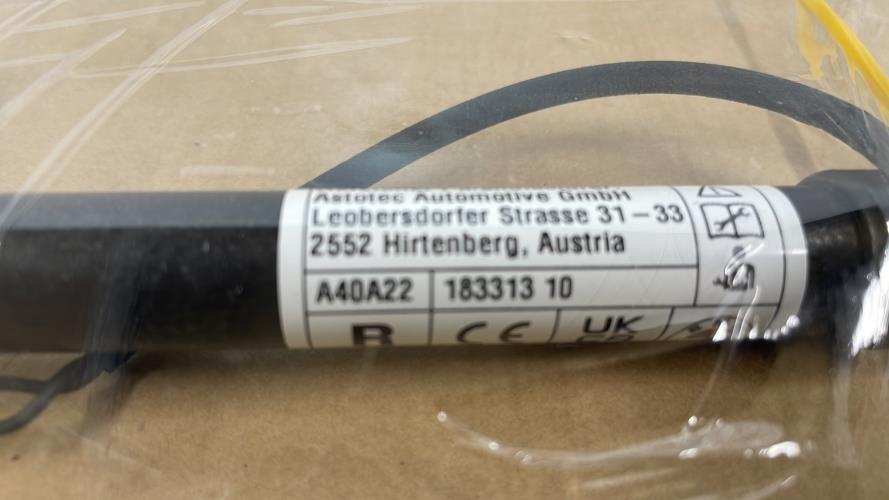 Astotec Automotive GmbH
Leobersdorfer Strasse 31-33
2552 Hirtenberg, Austria
A40A22 183313 10
R CE UK